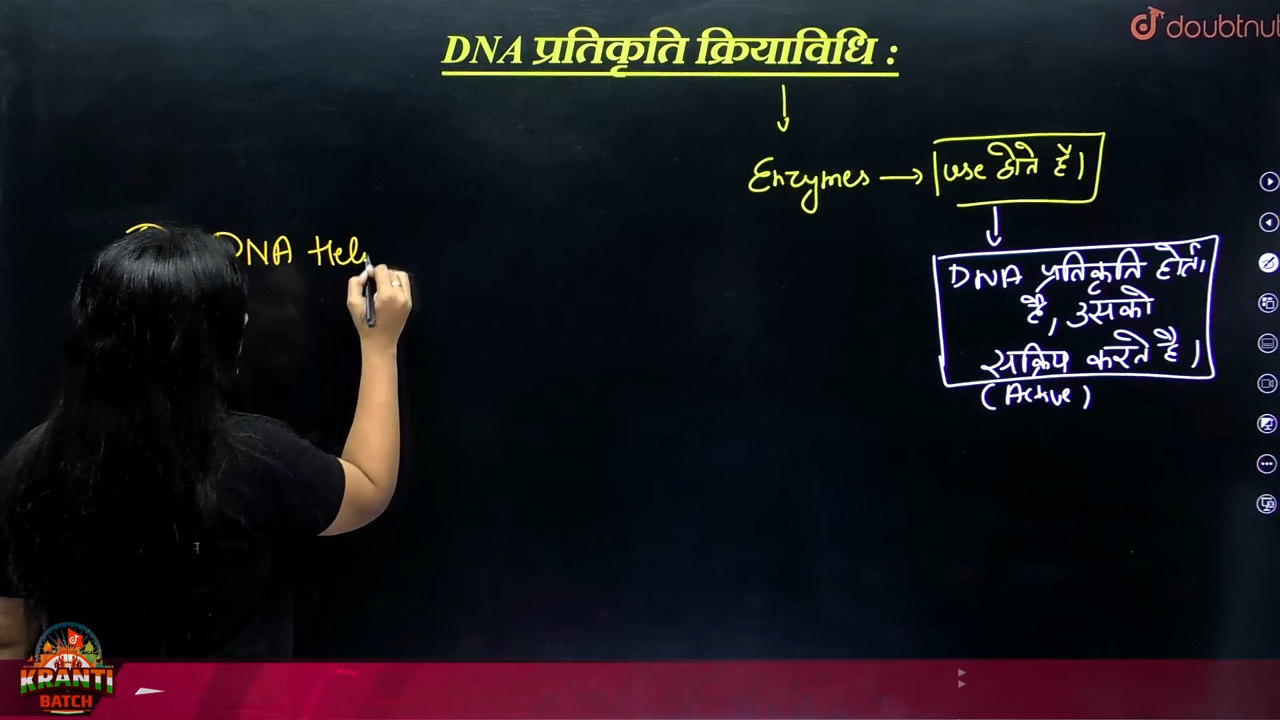 doubtnut
DNA प्रतिकृति क्रियाविधि :
Enzymes → use होते हैं।
DNA Hel
DNA प्रतिकृति होती
है, उसको
सक्रिय करते है।
(Active)
KRANTI
BATCH